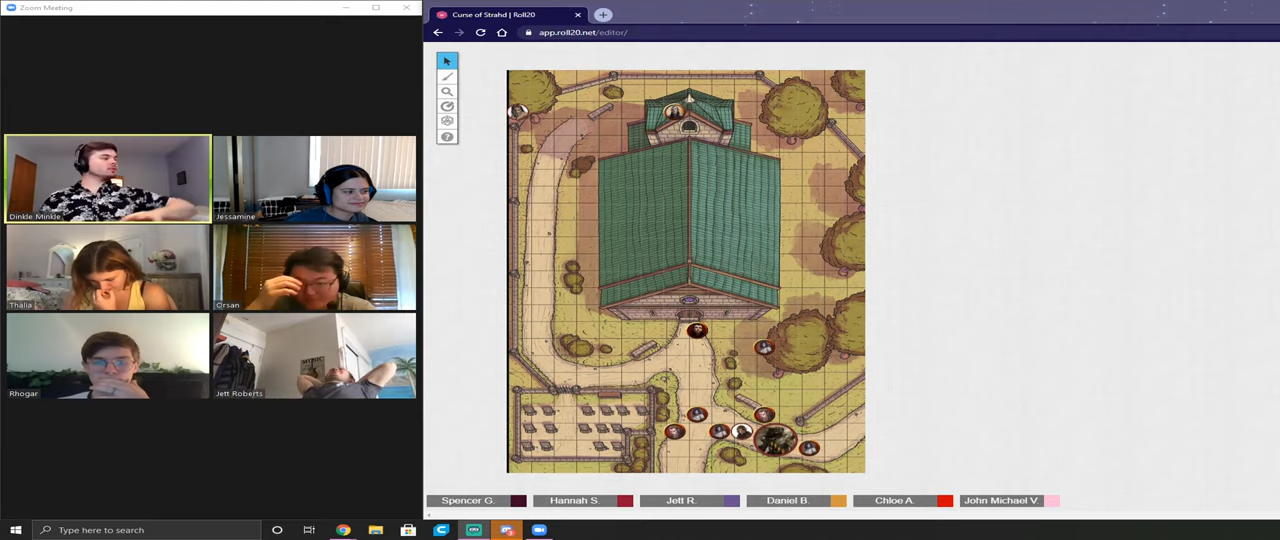 Zoom Meeting
Curse of Strahd | Roll20
app.roll20.net/editor/
Dinkle Minkle
Jessamine
Thalia
Orsan
Rhogar
MUSIC
Jett Roberts
Spencer G.
Hannah S.
Jett R.
Daniel B.
Chloe A.
John Michael V.
Type here to search